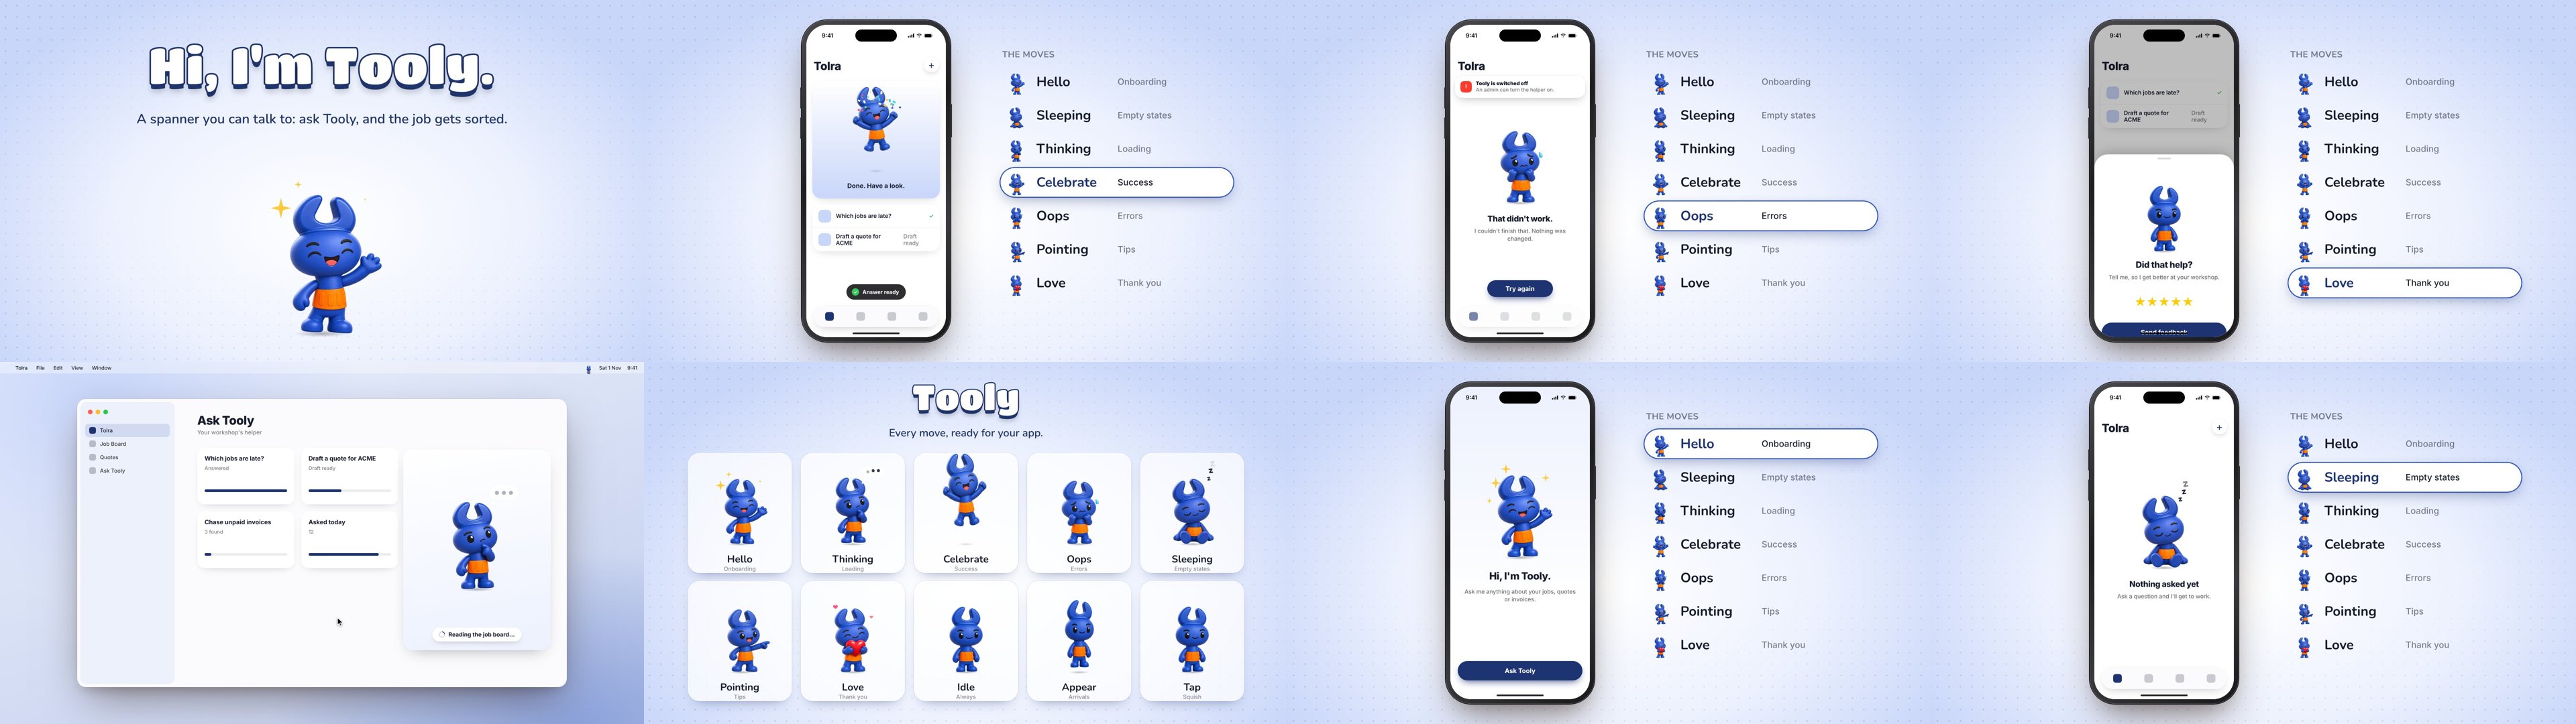 Hi, I'm Tooly.
A spanner you can talk to: ask Tooly, and the job gets sorted.
9:41
Tolra
+
Done. Have a look.
Which jobs are late?
Draft a quote for ACME
Draft ready
Answer ready
THE MOVES
Hello Onboarding
Sleeping Empty states
Thinking Loading
Celebrate Success
Oops Errors
Pointing Tips
Love Thank you
9:41
Tolra
!
Tooly is switched off
An admin can turn the helper on.
That didn't work.
I couldn't finish that. Nothing was
changed.
Try again
THE MOVES
Hello Onboarding
Sleeping Empty states
Thinking Loading
Celebrate Success
Oops Errors
Pointing Tips
Love Thank you
9:41
Tolra
Which jobs are late?
Draft a quote for ACME
Draft ready
Did that help?
Tell me, so I get better at your workshop.
Send feedback
THE MOVES
Hello Onboarding
Sleeping Empty states
Thinking Loading
Celebrate Success
Oops Errors
Pointing Tips
Love Thank you
Tolra File Edit View Window
Sat 1 Nov 9:41
Tolra
Job Board
Quotes
Ask Tooly
Ask Tooly
Your workshop's helper
Which jobs are late?
Answered
Draft a quote for ACME
Draft ready
Chase unpaid invoices
3 found
Asked today
12
Reading the job board...
Tooly
Every move, ready for your app.
z
z
z
Hello
Onboarding
Thinking
Loading
Celebrate
Success
Oops
Errors
Sleeping
Empty states
Pointing
Tips
Love
Thank you
Idle
Always
Appear
Arrivals
Tap
Squish
9:41
Hi, I'm Tooly.
Ask me anything about your jobs, quotes
or invoices.
Ask Tooly
THE MOVES
Hello Onboarding
Sleeping Empty states
Thinking Loading
Celebrate Success
Oops Errors
Pointing Tips
Love Thank you
9:41
Tolra
+
z
z
z
Nothing asked yet
Ask a question and I'll get to work.
THE MOVES
Hello Onboarding
Sleeping Empty states
Thinking Loading
Celebrate Success
Oops Errors
Pointing Tips
Love Thank you